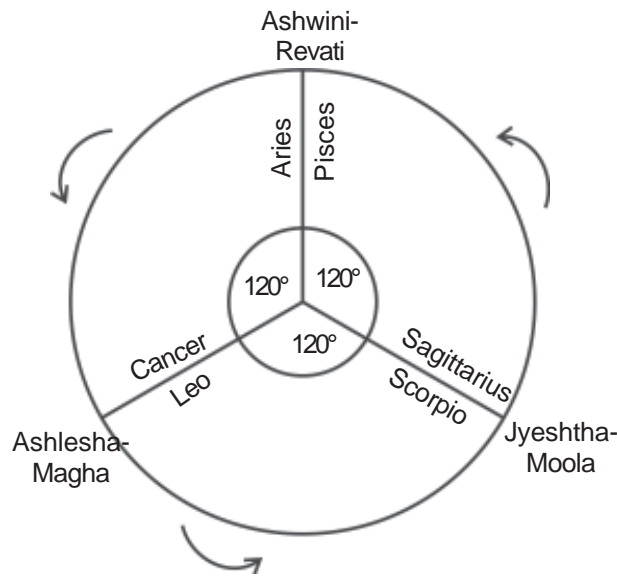 Ashwini-
Revati
Aries
Pisces
120°
120°
120°
Cancer
Leo
Sagittarius
Scorpio
Ashlesha-
Magha
Jyeshtha-
Moola